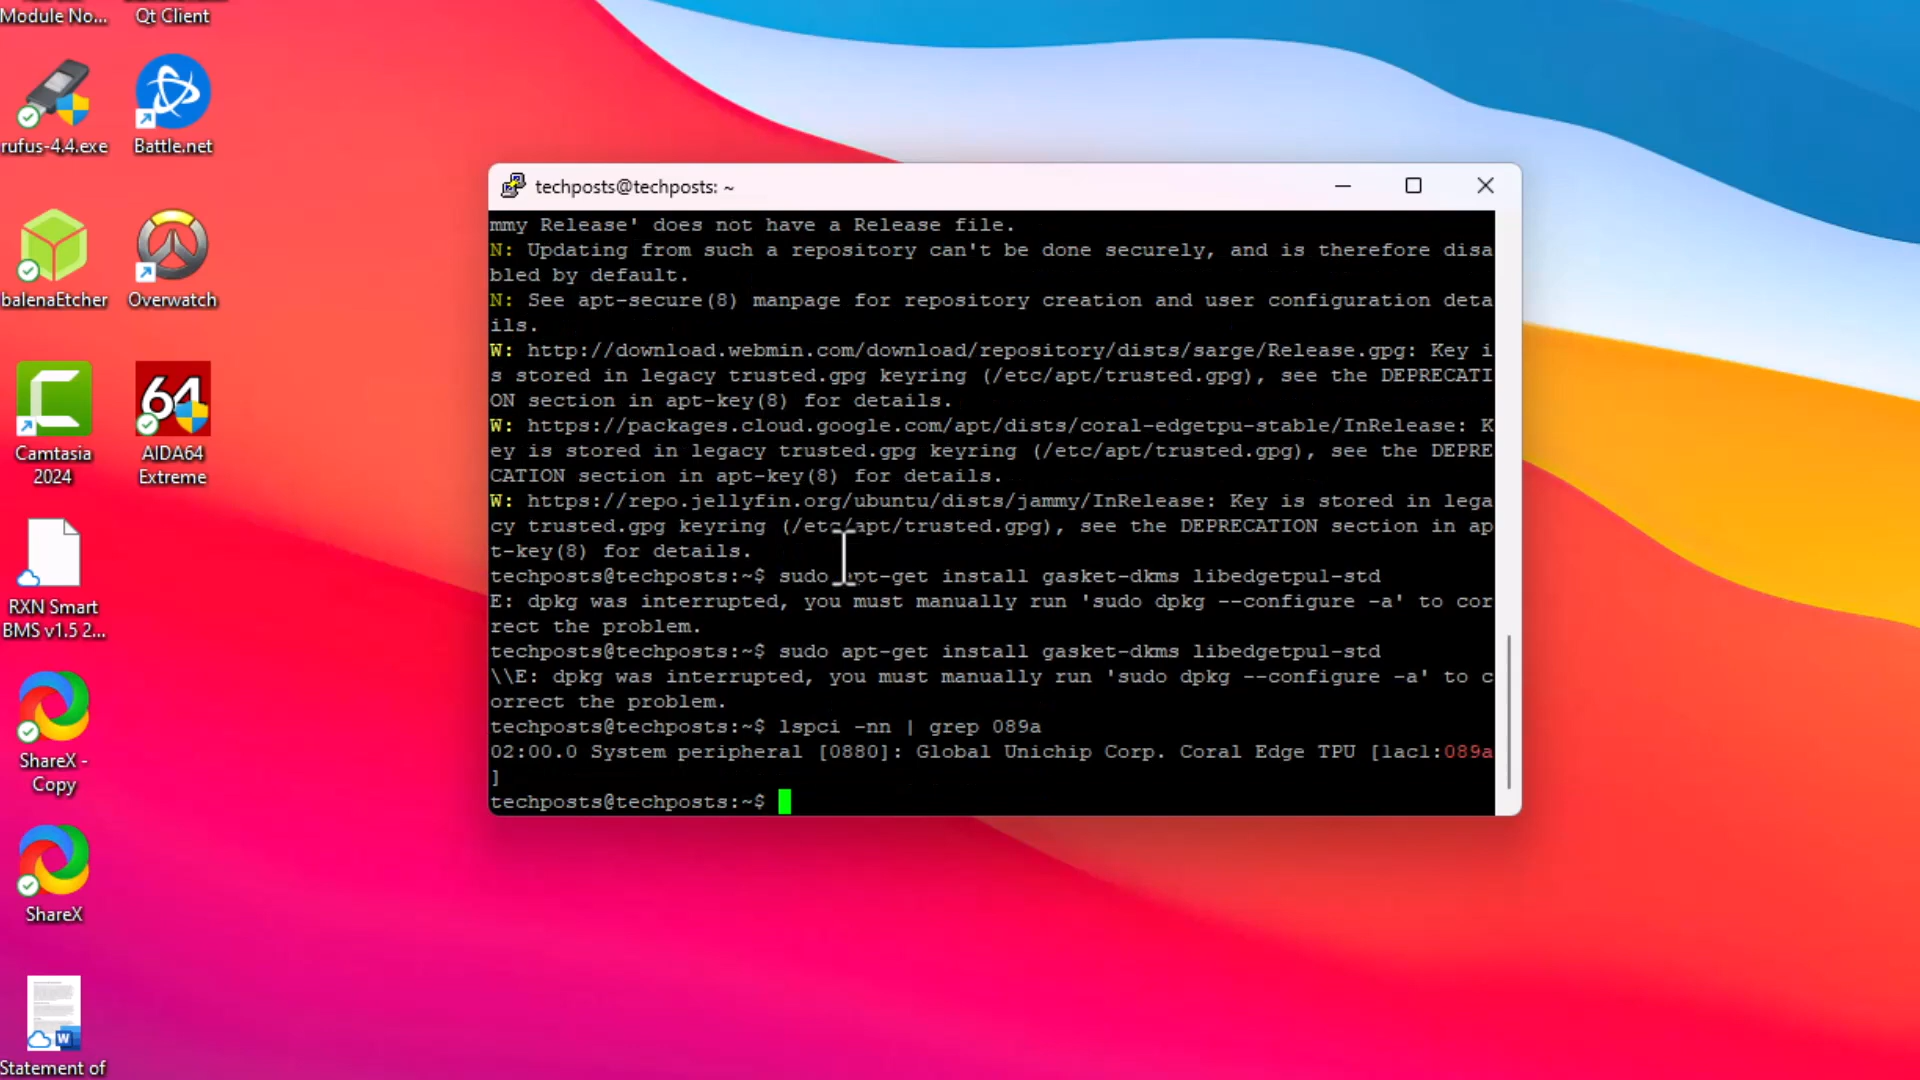 Module No...
Qt Client
rufus-4.4.exe
Battle.net
balenaEtcher
Overwatch
64
Camtasia
2024
AIDA64
Extreme
RXN Smart
BMS v1.5 2...
ShareX -
Copy
ShareX
W
Statement of
techposts@techposts: ~
mmy Release' does not have a Release file.
N: Updating from such a repository can't be done securely, and is therefore disa
bled by default.
N: See apt-secure(8) manpage for repository creation and user configuration deta
ils.
W: http://download.webmin.com/download/repository/dists/sarge/Release.gpg: Key i
s stored in legacy trusted.gpg keyring (/etc/apt/trusted.gpg), see the DEPRECATI
ON section in apt-key(8) for details.
W: https://packages.cloud.google.com/apt/dists/coral-edgetpu-stable/InRelease: K
ey is stored in legacy trusted.gpg keyring (/etc/apt/trusted.gpg), see the DEPRE
CATION section in apt-key(8) for details.
W: https://repo.jellyfin.org/ubuntu/dists/jammy/InRelease: Key is stored in lega
cy trusted.gpg keyring (/etc/apt/trusted.gpg), see the DEPRECATION section in ap
t-key(8) for details.
techposts@techposts:~$ sudo apt-get install gasket-dkms libedgetpu1-std
E: dpkg was interrupted, you must manually run 'sudo dpkg --configure -a' to cor
rect the problem.
techposts@techposts:~$ sudo apt-get install gasket-dkms libedgetpu1-std
\\E: dpkg was interrupted, you must manually run 'sudo dpkg --configure -a' to c
orrect the problem.
techposts@techposts:~$ lspci -nn | grep 089a
02:00.0 System peripheral [0880]: Global Unichip Corp. Coral Edge TPU [1ac1:089a
]
techposts@techposts:~$